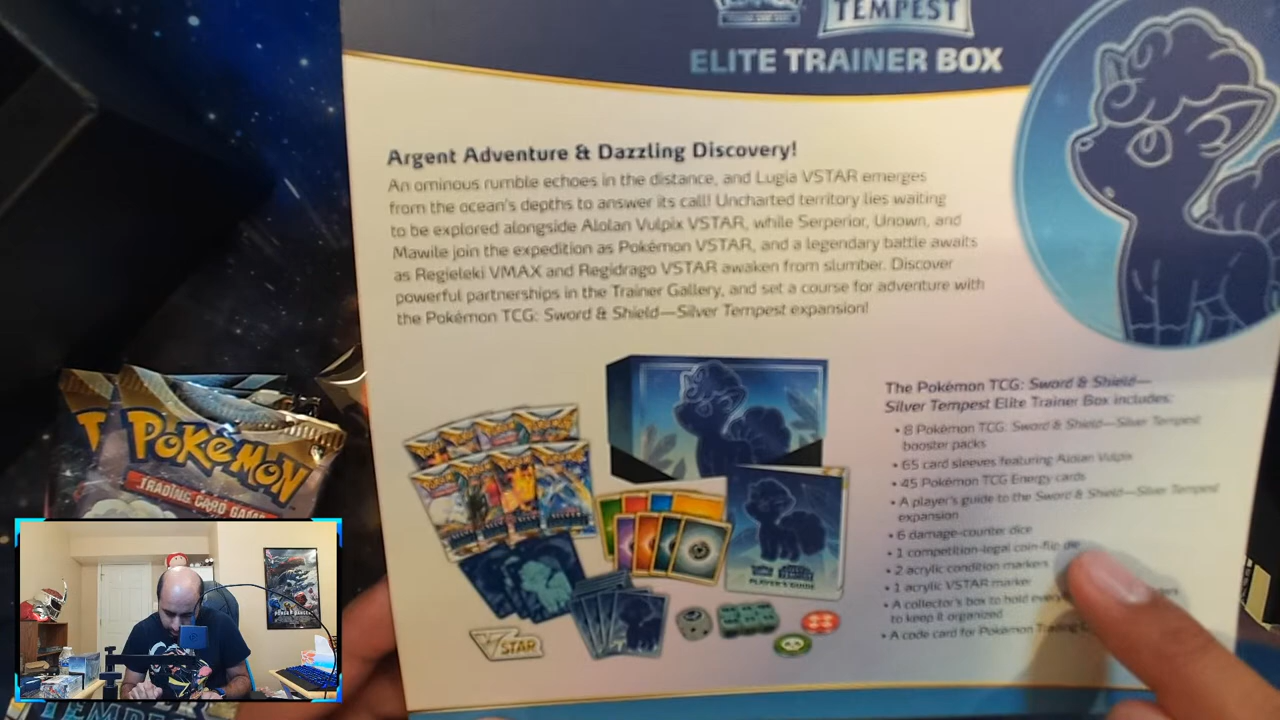 TEMPEST
ELITE TRAINER BOX
Argent Adventure & Dazzling Discovery!
An ominous rumble echoes in the distance, and Lugia VSTAR emerges
from the ocean's depths to answer its call! Uncharted territory lies waiting
to be explored alongside Alolan Vulpix VSTAR, while Serperior, Unown, and
Mawile join the expedition as Pokémon VSTAR, and a legendary battle awaits
as Regieleki VMAX and Regidrago VSTAR awaken from slumber. Discover
powerful partnerships in the Trainer Gallery, and set a course for adventure with
the Pokémon TCG: Sword & Shield—Silver Tempest expansion!
The Pokémon TCG: Sword & Shield—
Silver Tempest Elite Trainer Box includes:
• 8 Pokémon TCG: Sword & Shield—Silver Tempest
booster packs
• 65 card sleeves featuring Alolan Vulpix
• 45 Pokémon TCG Energy cards
• A player's guide to the Sword & Shield—Silver Tempest
expansion
• 6 damage-counter dice
• 1 competition-legal coin-flip die
• 2 acrylic condition markers
• 1 acrylic VSTAR marker
• A collector's box to hold
to keep it organized
• A code card for Pokémon Trading
PLAYER'S GUIDE
STAR
POKéMON
TRADING CARD GAME